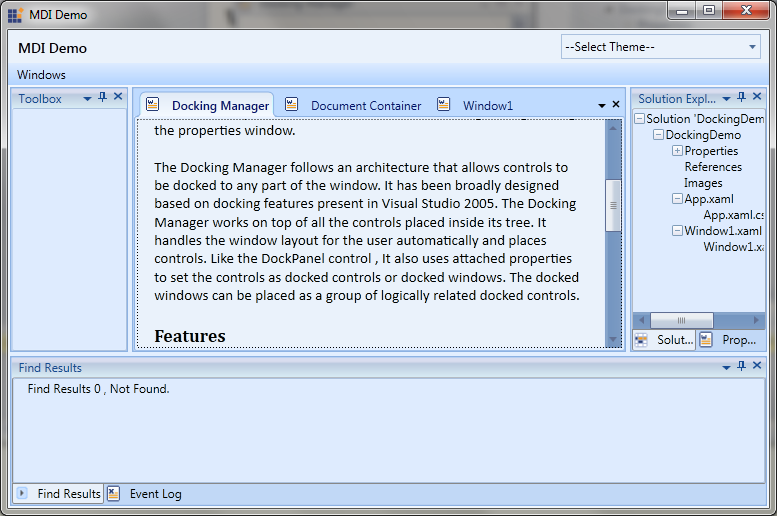 MDI Demo
MDI Demo
--Select Theme--
Windows
Toolbox
Docking Manager
Document Container
Window1
the properties window.
The Docking Manager follows an architecture that allows controls to
be docked to any part of the window. It has been broadly designed
based on docking features present in Visual Studio 2005. The Docking
Manager works on top of all the controls placed inside its tree. It
handles the window layout for the user automatically and places
controls. Like the DockPanel control , It also uses attached properties
to set the controls as docked controls or docked windows. The docked
windows can be placed as a group of logically related docked controls.
Features
Solution Expl...
Solution 'DockingDem
DockingDemo
Properties
References
Images
App.xaml
App.xaml.cs
Window1.xaml
Window1.xa
Solut...
Prop...
Find Results
Find Results 0 , Not Found.
Find Results
Event Log